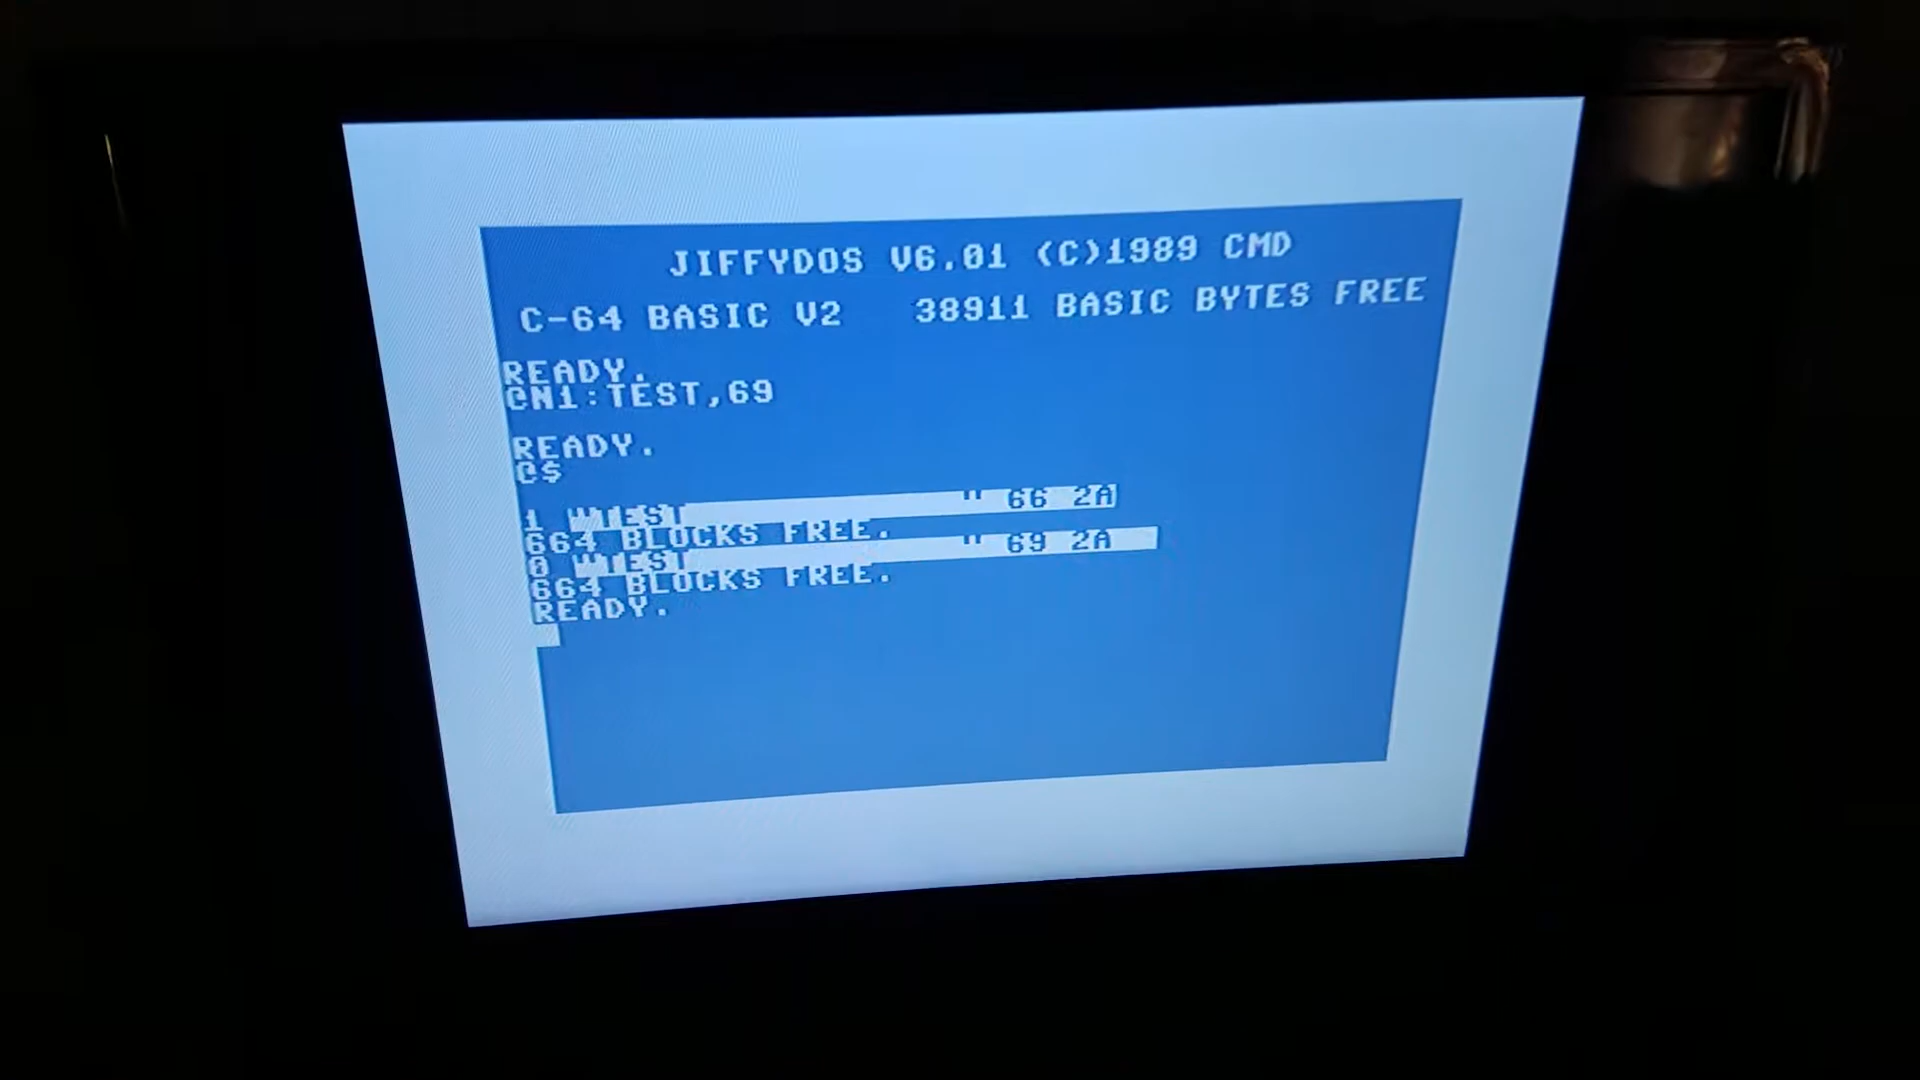 JIFFYDOS V6.01 (C)1989 CMD
C-64 BASIC V2 38911 BASIC BYTES FREE
READY.
@N1:TEST,69
READY.
@$
1 "TEST " 66 2A
664 BLOCKS FREE.
0 "TEST " 69 2A
664 BLOCKS FREE.
READY.